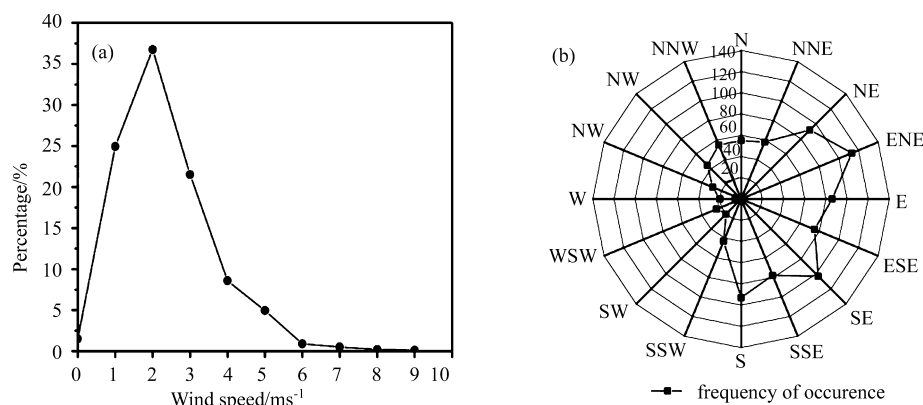 (a)
40
35
30
25
20
15
10
5
0
0 1 2 3 4 5 6 7 8 9 10
Percentage/%
Wind speed/ms⁻¹
(b)
N
NNE
NE
ENE
E
ESE
SE
SSE
S
SSW
SW
WSW
W
NW
NW
NNW
140
120
100
80
60
40
20
frequency of occurence